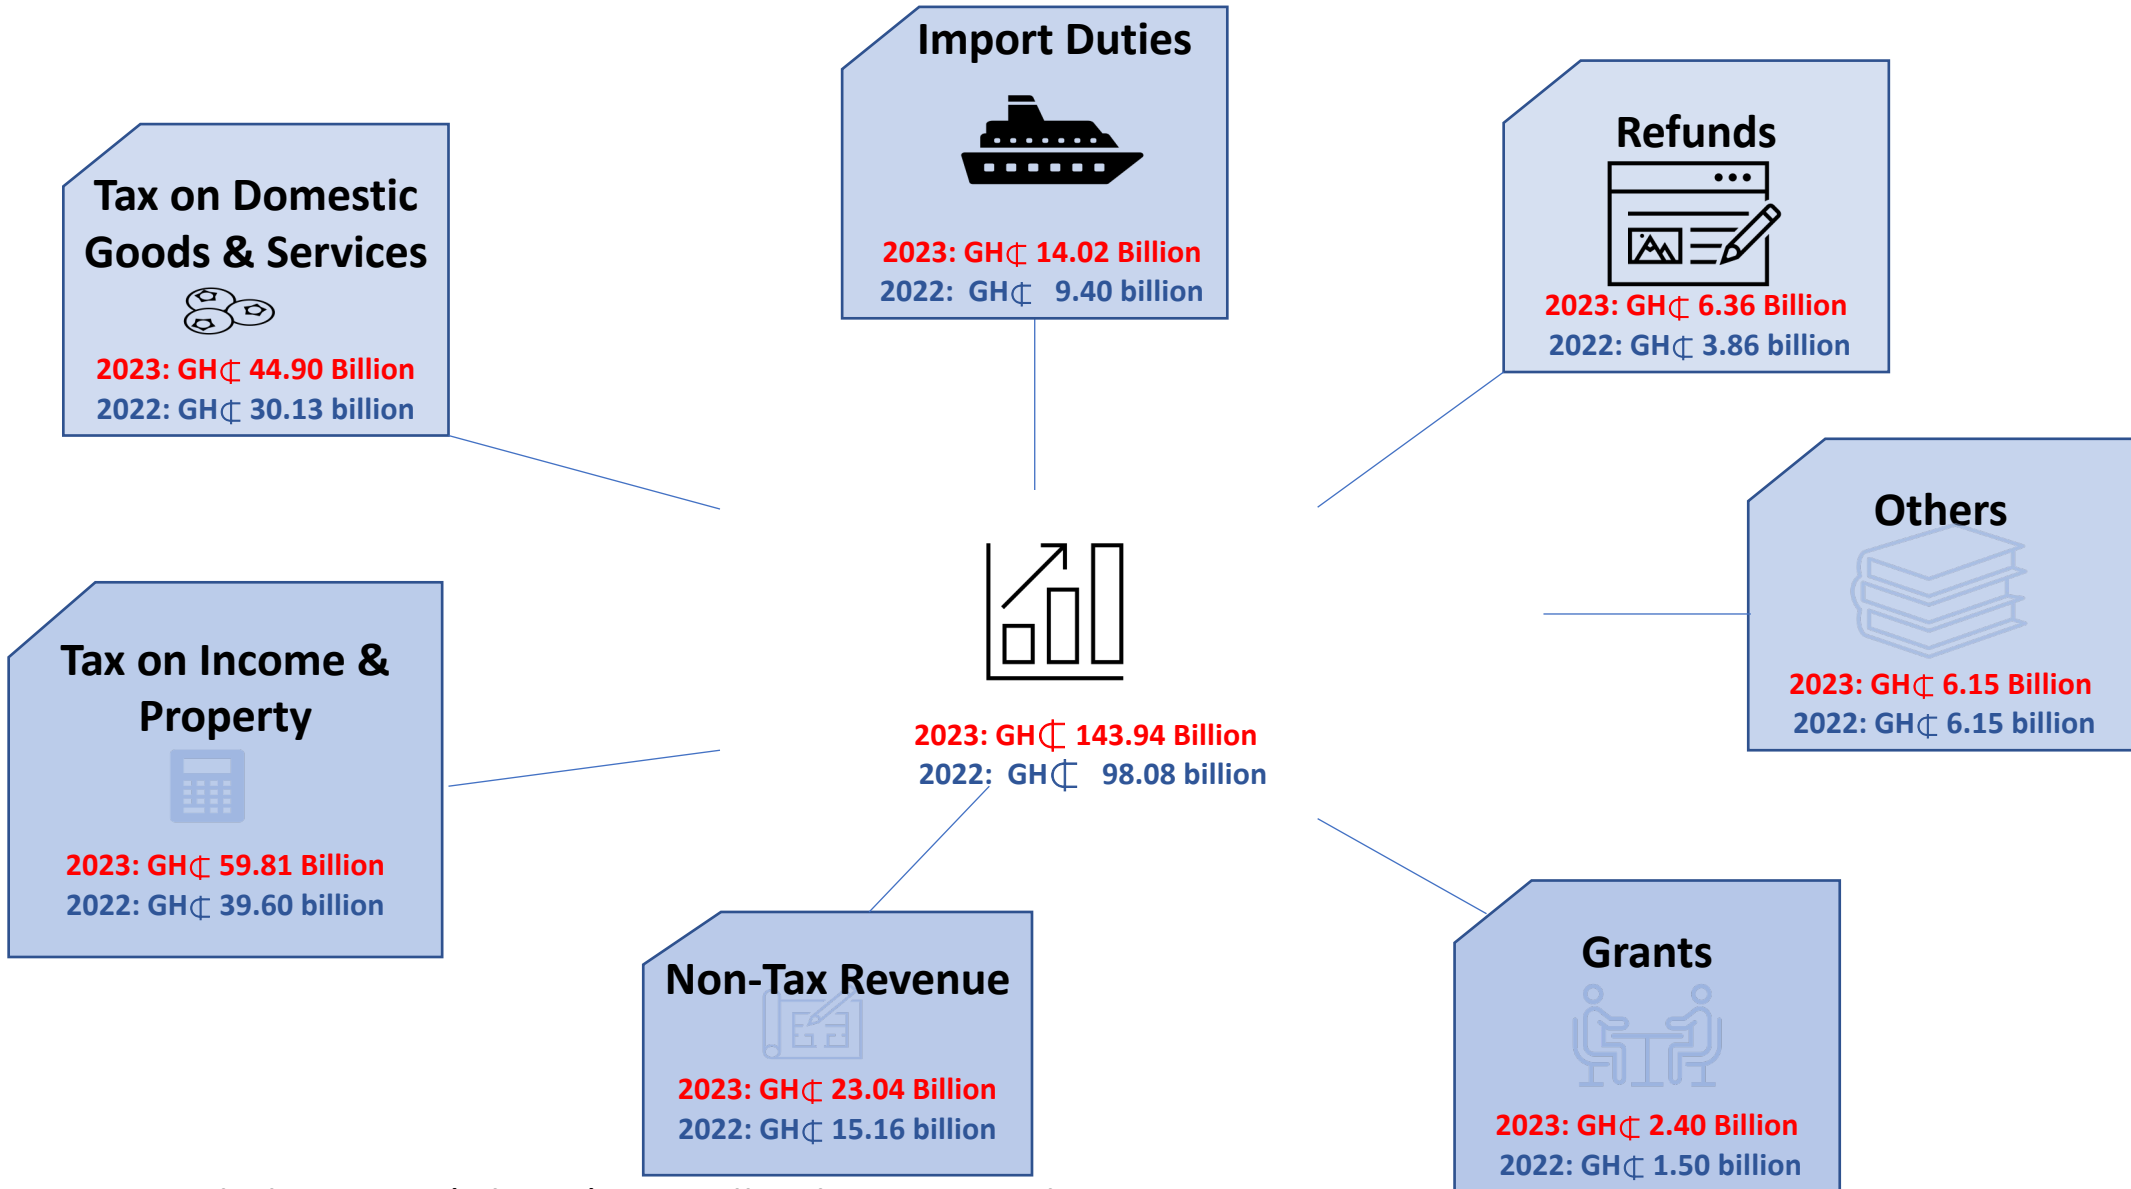 Import Duties
2023: GH₵ 14.02 Billion
2022: GH₵ 9.40 billion
Refunds
2023: GH₵ 6.36 Billion
2022: GH₵ 3.86 billion
Tax on Domestic
Goods & Services
2023: GH₵ 44.90 Billion
2022: GH₵ 30.13 billion
Others
2023: GH₵ 6.15 Billion
2022: GH₵ 6.15 billion
Tax on Income &
Property
2023: GH₵ 59.81 Billion
2022: GH₵ 39.60 billion
2023: GH₵ 143.94 Billion
2022: GH₵ 98.08 billion
Non-Tax Revenue
2023: GH₵ 23.04 Billion
2022: GH₵ 15.16 billion
Grants
2023: GH₵ 2.40 Billion
2022: GH₵ 1.50 billion